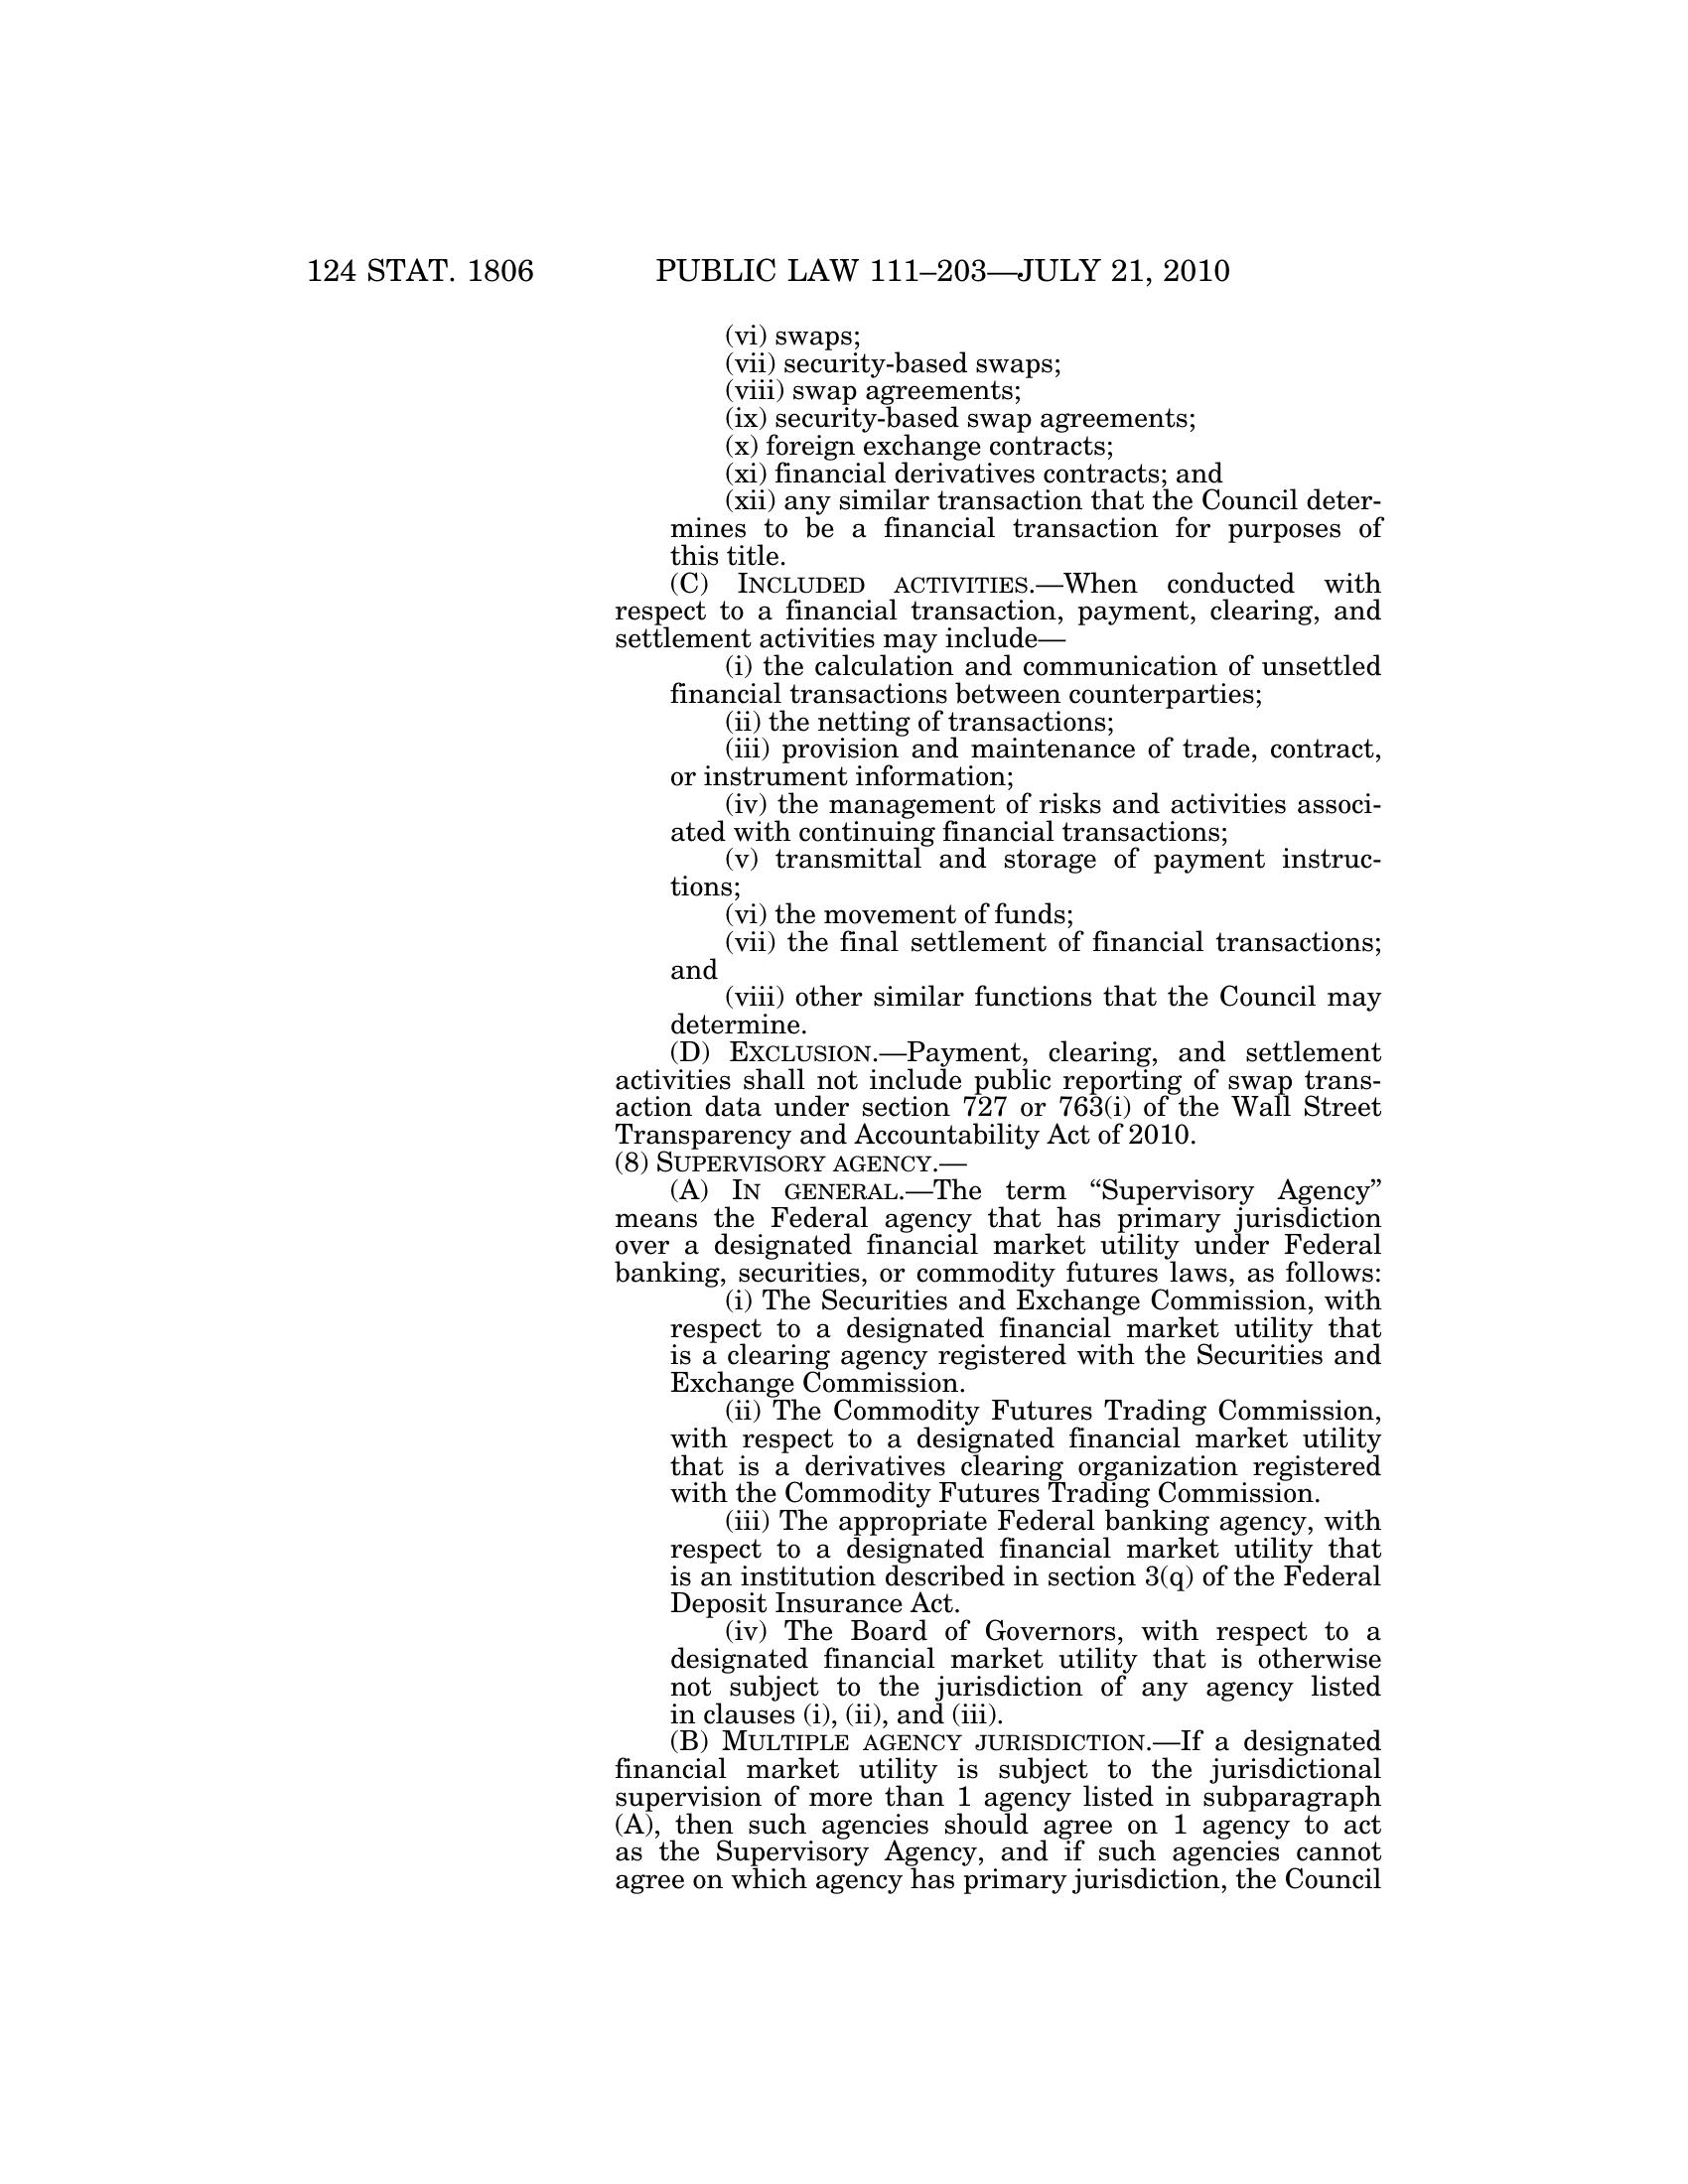 124 STAT. 1806 PUBLIC LAW 111–203—JULY 21, 2010
(vi) swaps;
(vii) security-based swaps;
(viii) swap agreements;
(ix) security-based swap agreements;
(x) foreign exchange contracts;
(xi) financial derivatives contracts; and
(xii) any similar transaction that the Council deter-
mines to be a financial transaction for purposes of
this title.
(C) INCLUDED ACTIVITIES.—When conducted with
respect to a financial transaction, payment, clearing, and
settlement activities may include—
(i) the calculation and communication of unsettled
financial transactions between counterparties;
(ii) the netting of transactions;
(iii) provision and maintenance of trade, contract,
or instrument information;
(iv) the management of risks and activities associ-
ated with continuing financial transactions;
(v) transmittal and storage of payment instruc-
tions;
(vi) the movement of funds;
(vii) the final settlement of financial transactions;
and
(viii) other similar functions that the Council may
determine.
(D) EXCLUSION.—Payment, clearing, and settlement
activities shall not include public reporting of swap trans-
action data under section 727 or 763(i) of the Wall Street
Transparency and Accountability Act of 2010.
(8) SUPERVISORY AGENCY.—
(A) IN GENERAL.—The term “Supervisory Agency”
means the Federal agency that has primary jurisdiction
over a designated financial market utility under Federal
banking, securities, or commodity futures laws, as follows:
(i) The Securities and Exchange Commission, with
respect to a designated financial market utility that
is a clearing agency registered with the Securities and
Exchange Commission.
(ii) The Commodity Futures Trading Commission,
with respect to a designated financial market utility
that is a derivatives clearing organization registered
with the Commodity Futures Trading Commission.
(iii) The appropriate Federal banking agency, with
respect to a designated financial market utility that
is an institution described in section 3(q) of the Federal
Deposit Insurance Act.
(iv) The Board of Governors, with respect to a
designated financial market utility that is otherwise
not subject to the jurisdiction of any agency listed
in clauses (i), (ii), and (iii).
(B) MULTIPLE AGENCY JURISDICTION.—If a designated
financial market utility is subject to the jurisdictional
supervision of more than 1 agency listed in subparagraph
(A), then such agencies should agree on 1 agency to act
as the Supervisory Agency, and if such agencies cannot
agree on which agency has primary jurisdiction, the Council